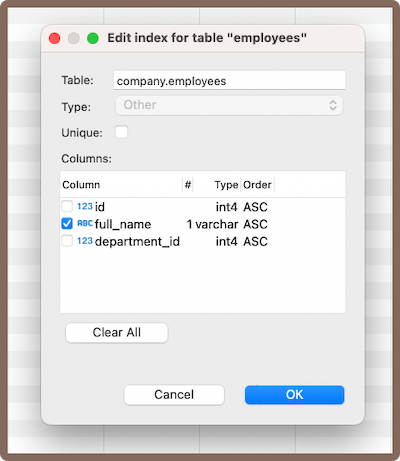 Edit index for table "employees"
Table: company.employees
Type: Other
Unique:
Columns:
Column # Type Order
123 id int4 ASC
ABC full_name 1 varchar ASC
123 department_id int4 ASC
Clear All
Cancel OK